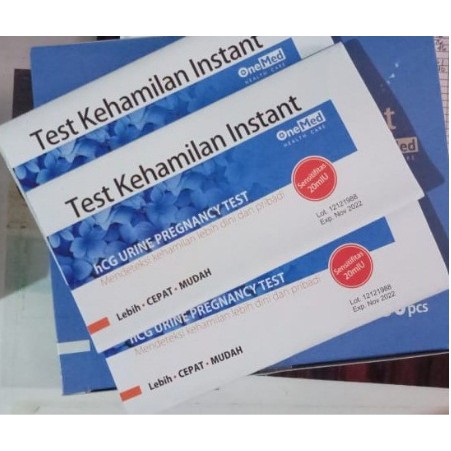 Test Kehamilan Instant
OneMed
HEALTH CARE
Test Kehamilan Instant
OneMed
HEALTH CARE
hCG URINE PREGNANCY TEST
Mendeteksi kehamilan lebih dini dan pribadi
Sensitifitas
20mIU
Lot. 12121988
Exp. Nov 2022
Lebih - CEPAT - MUDAH
hCG URINE PREGNANCY TEST
Mendeteksi kehamilan lebih dini dan pribadi
Sensitifitas
20mIU
Lot. 12121988
Exp. Nov 2022
Lebih - CEPAT - MUDAH
Med
pcs